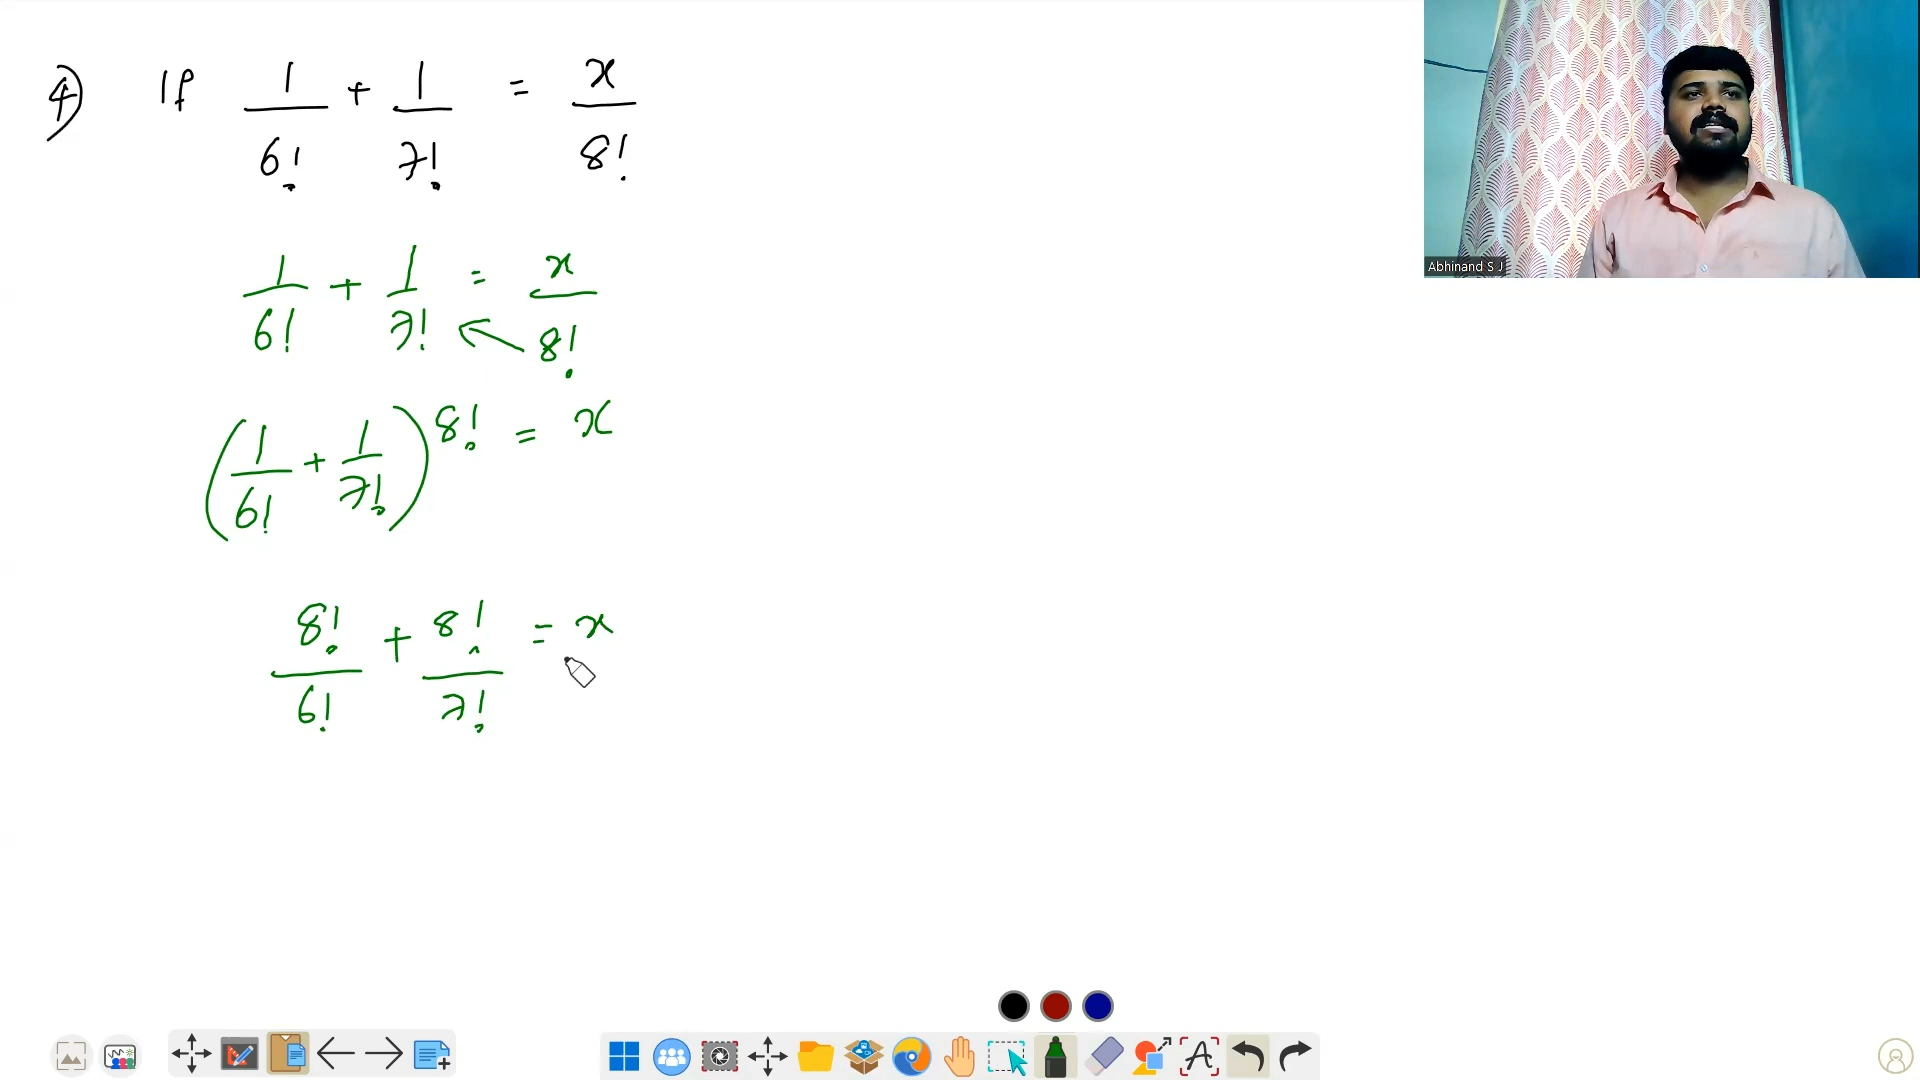 4) If 1/6! + 1/7! = x/8!
1/6! + 1/7! = x/8!
(1/6! + 1/7!) 8! = x
8!/6! + 8!/7! = x
Abhinand S J